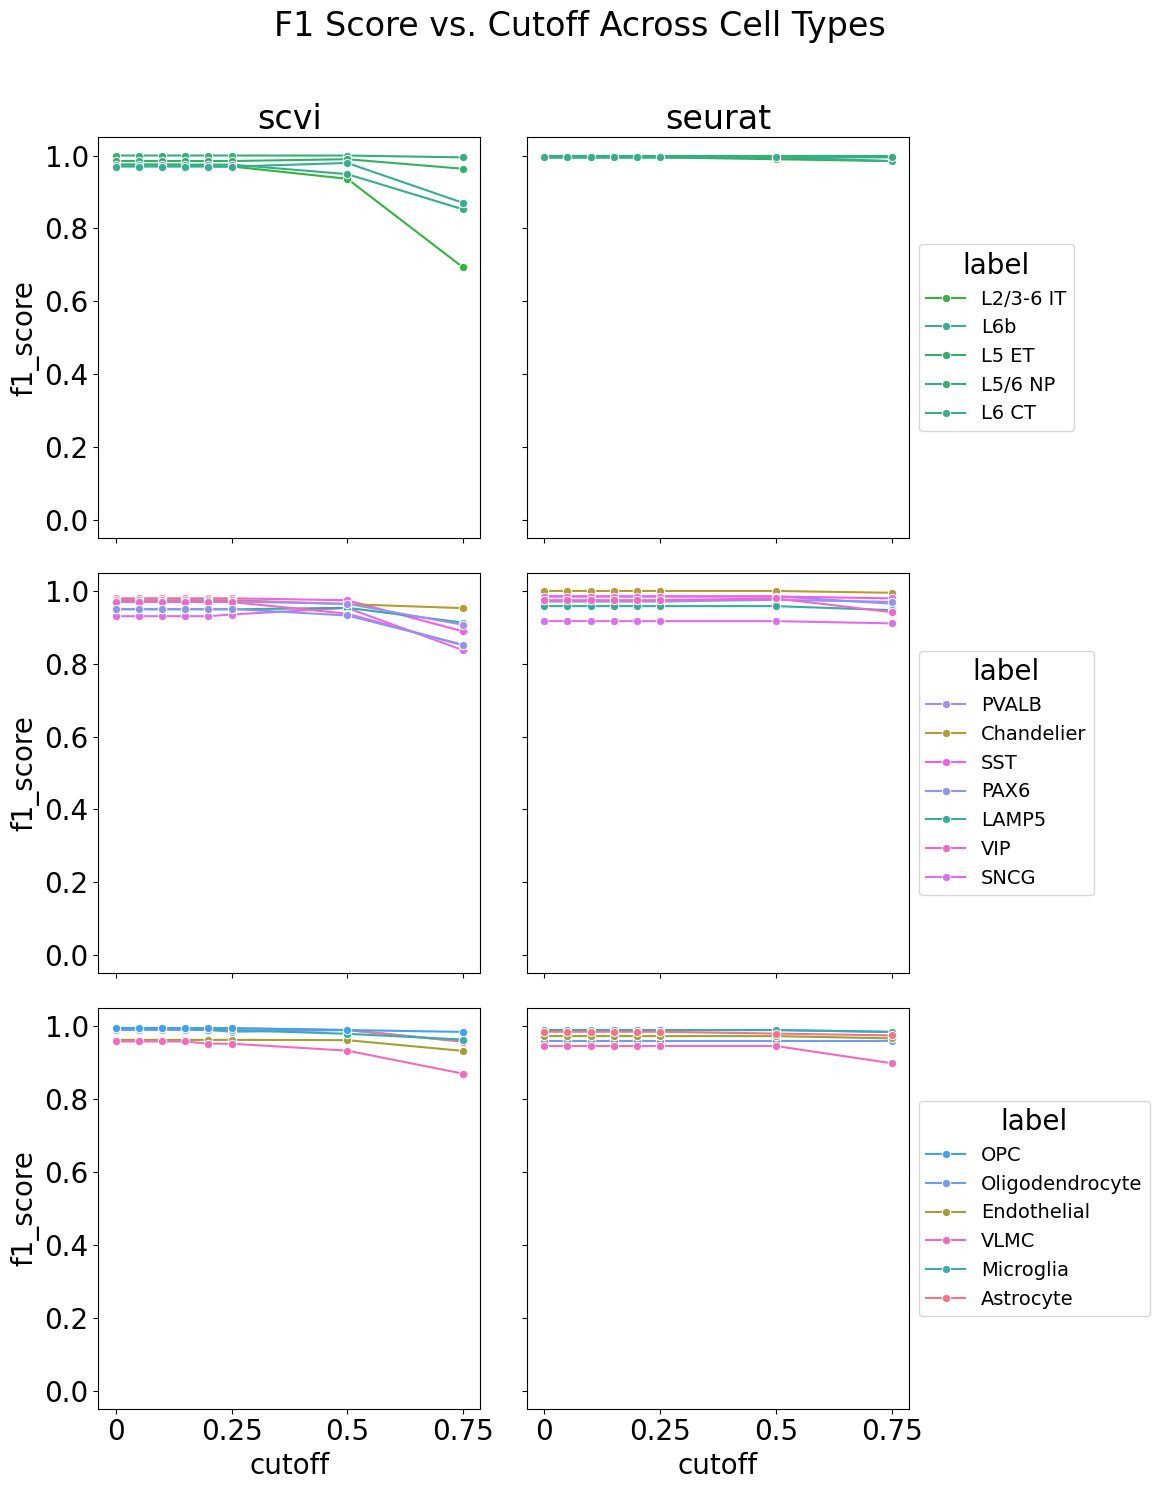 F1 Score vs. Cutoff Across Cell Types
scvi
seurat
1.0
0.8
0.6
0.4
0.2
0.0
f1_score
label
L2/3-6 IT
L6b
L5 ET
L5/6 NP
L6 CT
1.0
0.8
0.6
0.4
0.2
0.0
f1_score
label
PVALB
Chandelier
SST
PAX6
LAMP5
VIP
SNCG
1.0
0.8
0.6
0.4
0.2
0.0
f1_score
label
OPC
Oligodendrocyte
Endothelial
VLMC
Microglia
Astrocyte
0 0.25 0.5 0.75
0 0.25 0.5 0.75
cutoff
cutoff